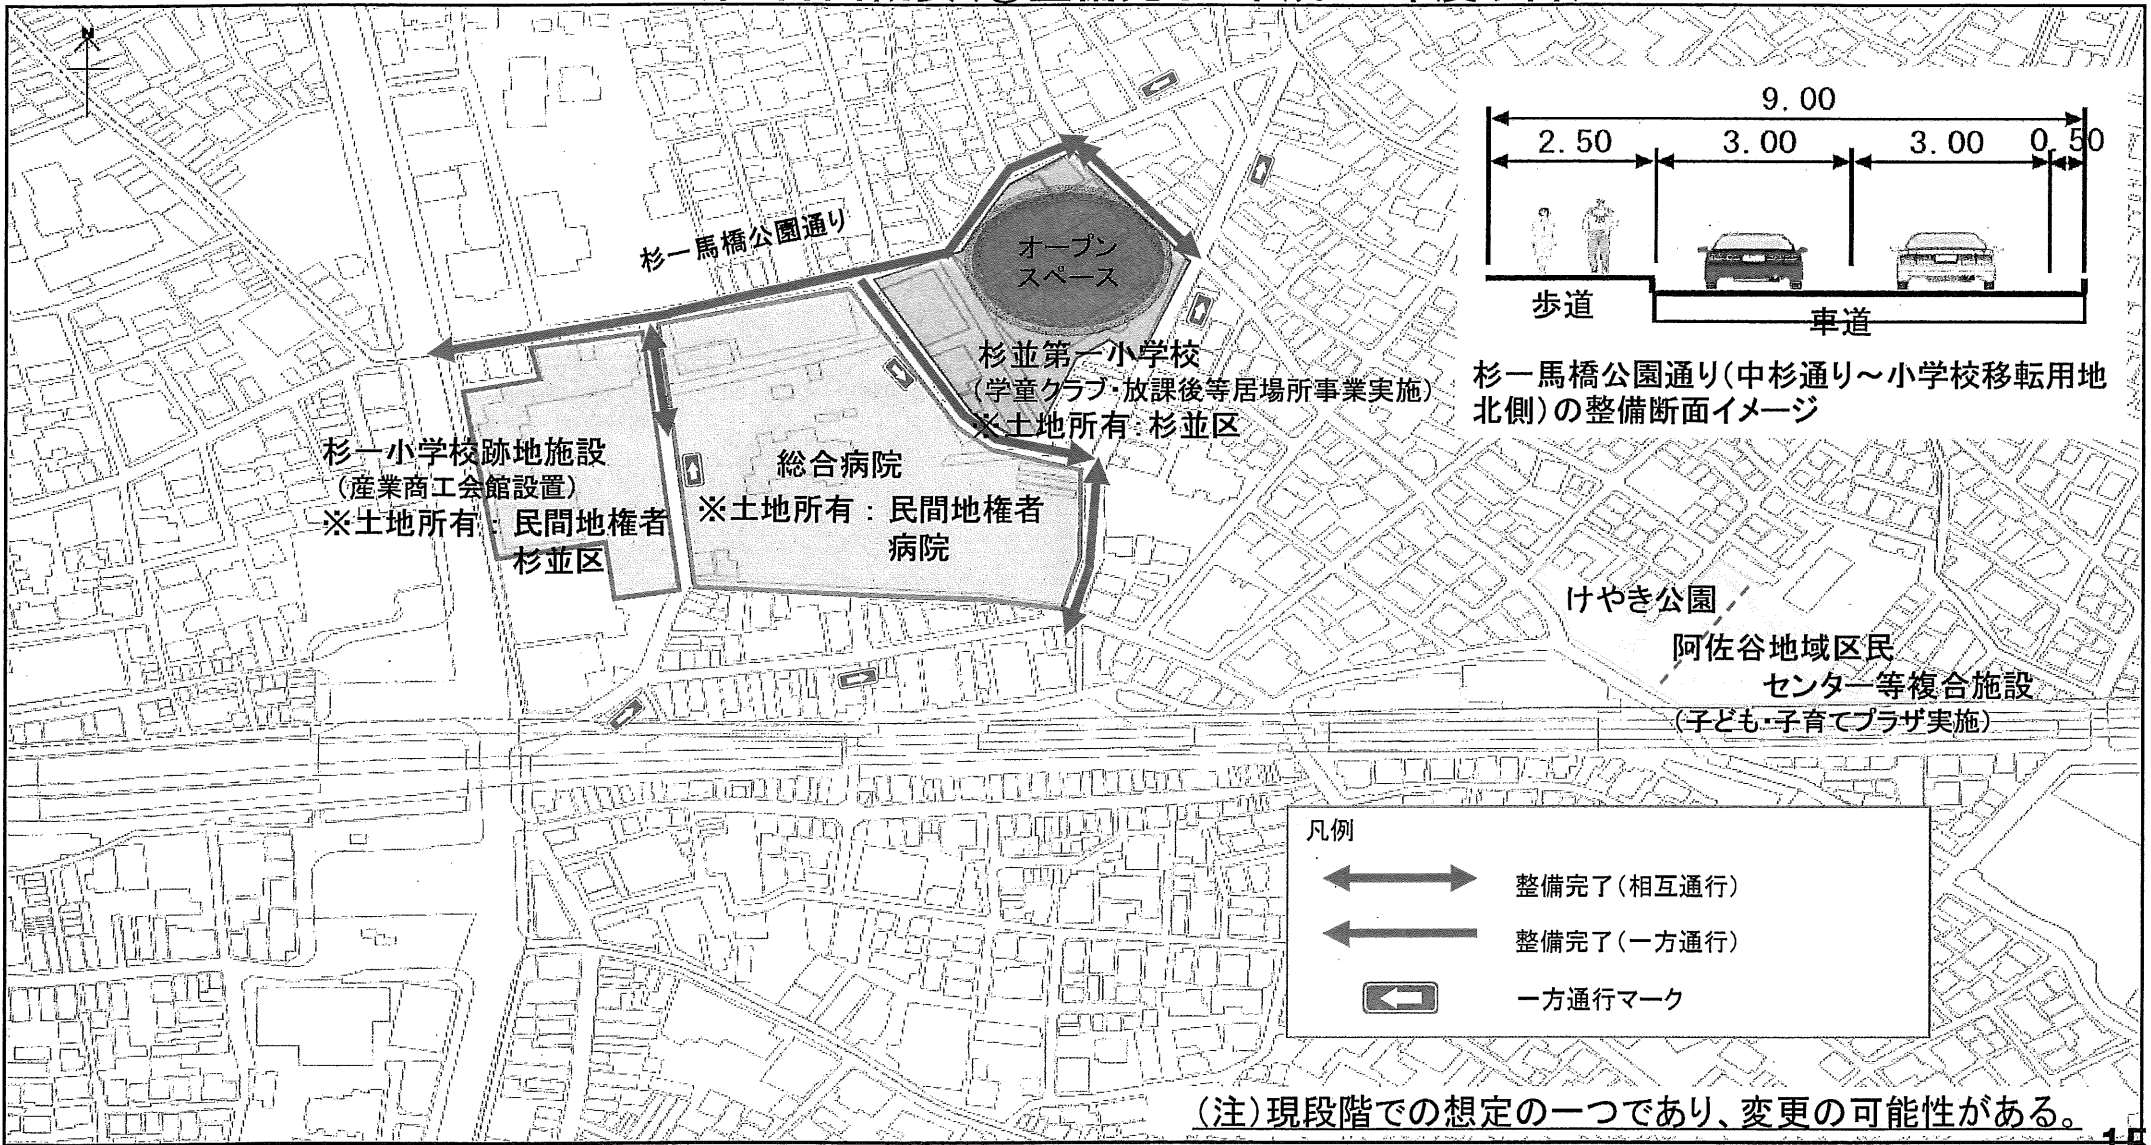 N
9.00
2.50
3.00
3.00
0.50
歩道
車道
杉一馬橋公園通り(中杉通り～小学校移転用地
北側)の整備断面イメージ
杉一馬橋公園通り
オープン
スペース
杉並第一小学校
(学童クラブ・放課後等居場所事業実施)
※土地所有：杉並区
杉一小学校跡地施設
(産業商工会館設置)
※土地所有：民間地権者
杉並区
総合病院
※土地所有：民間地権者
病院
けやき公園
阿佐谷地域区民
センター等複合施設
(子ども・子育てプラザ実施)
凡例
整備完了(相互通行)
整備完了(一方通行)
一方通行マーク
(注)現段階での想定の一つであり、変更の可能性がある。